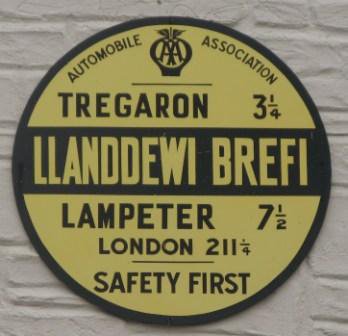 AUTOMOBILE AA ASSOCIATION
TREGARON 3¼
LLANDDEWI BREFI
LAMPETER 7½
LONDON 211¼
SAFETY FIRST